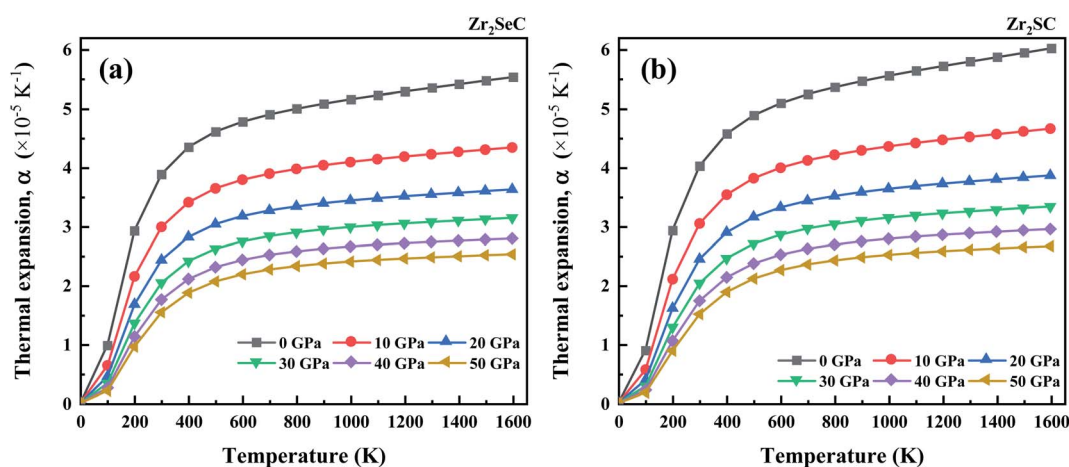 Zr₂SeC
(a)
Thermal expansion, α (×10⁻⁵ K⁻¹)
6
5
4
3
2
1
0
0 GPa 10 GPa 20 GPa
30 GPa 40 GPa 50 GPa
0 200 400 600 800 1000 1200 1400 1600
Temperature (K)
Zr₂SC
(b)
Thermal expansion, α (×10⁻⁵ K⁻¹)
6
5
4
3
2
1
0
0 GPa 10 GPa 20 GPa
30 GPa 40 GPa 50 GPa
0 200 400 600 800 1000 1200 1400 1600
Temperature (K)